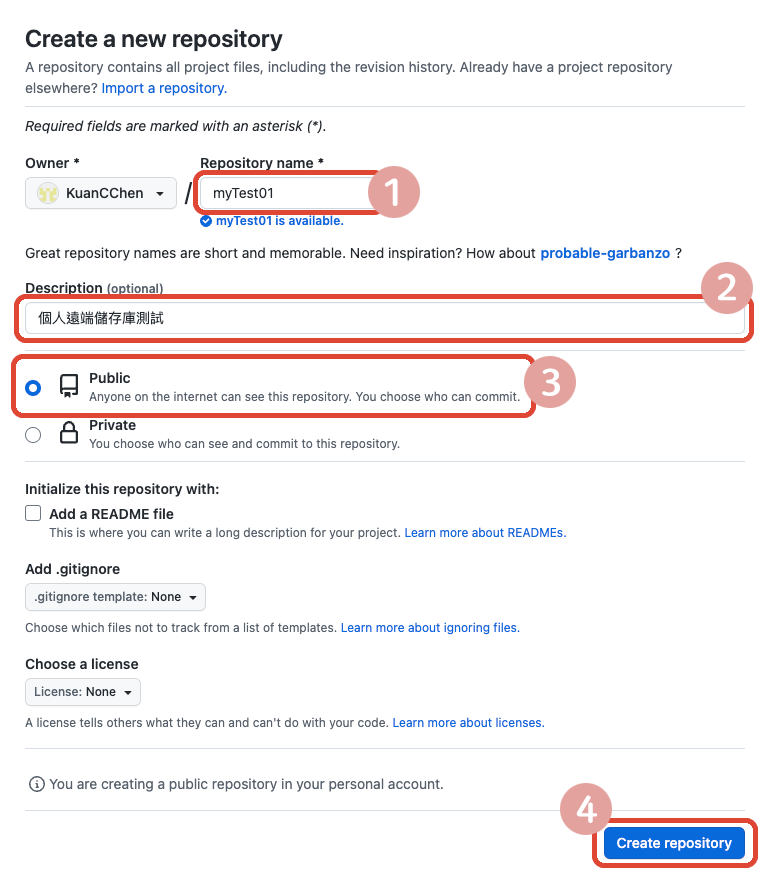 Create a new repository
A repository contains all project files, including the revision history. Already have a project repository
elsewhere? Import a repository.
Required fields are marked with an asterisk (*).
Owner * Repository name *
KuanCChen / myTest01 1
myTest01 is available.
Great repository names are short and memorable. Need inspiration? How about probable-garbanzo ?
Description (optional) 2
個人遠端儲存庫測試
Public 3
Anyone on the internet can see this repository. You choose who can commit.
Private
You choose who can see and commit to this repository.
Initialize this repository with:
Add a README file
This is where you can write a long description for your project. Learn more about READMEs.
Add .gitignore
.gitignore template: None
Choose which files not to track from a list of templates. Learn more about ignoring files.
Choose a license
License: None
A license tells others what they can and can't do with your code. Learn more about licenses.
You are creating a public repository in your personal account.
4
Create repository